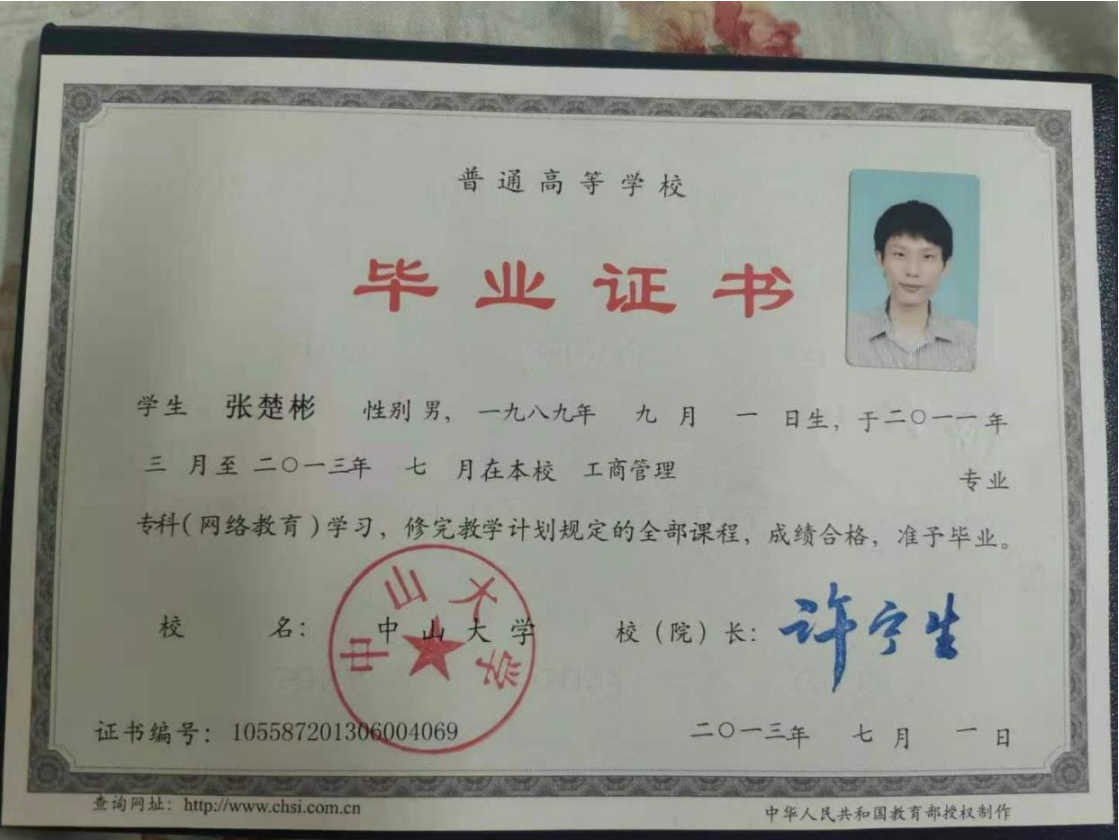 普通高等学校
毕业证书
学生 张楚彬 性别 男， 一九八九年 九 月 一 日生，于二〇一一年
三 月至 二〇一三年 七 月在本校 工商管理 专业
专科（网络教育）学习，修完教学计划规定的全部课程，成绩合格，准予毕业。
校 名： 中山大学 校（院）长： 许宁生
中山大学
证书编号： 105587201306004069 二〇一三年 七 月 一 日
查询网址：http://www.chsi.com.cn 中华人民共和国教育部授权制作